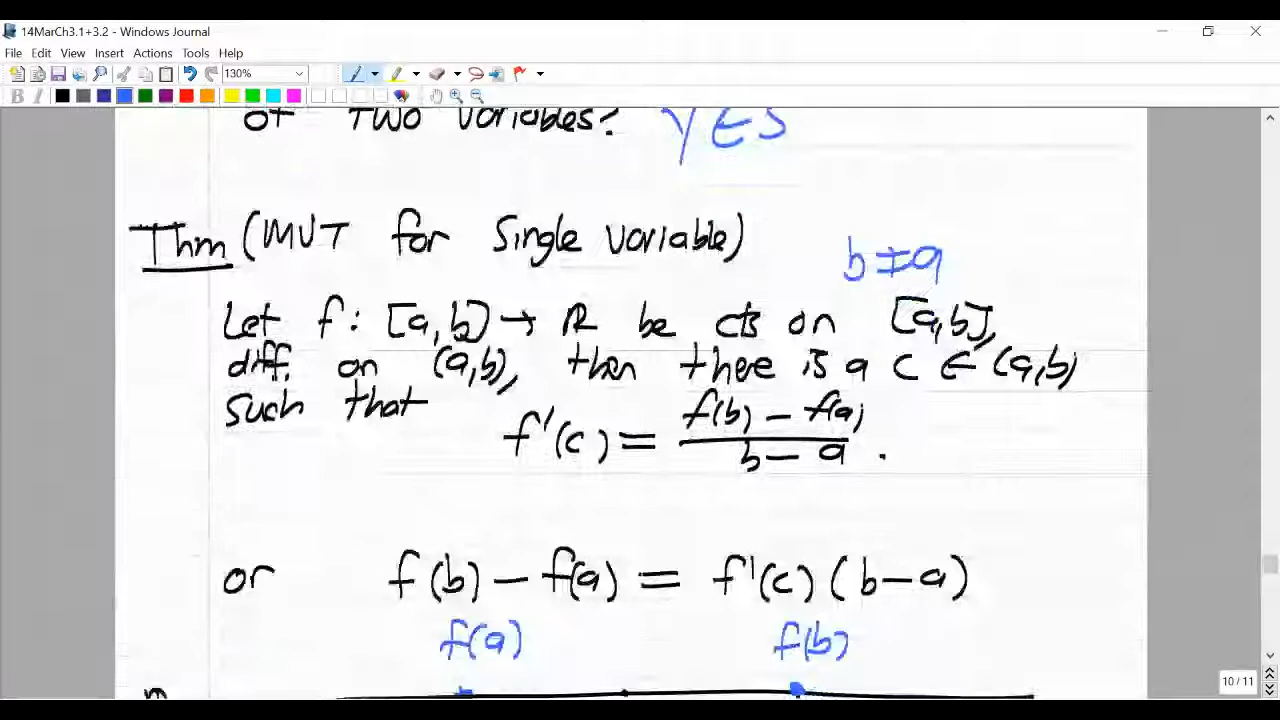 14MarCh3.1+3.2 - Windows Journal
File Edit View Insert Actions Tools Help
130%
B I
of two variables? YES
Thm (MVT for single variable)
b ≠ a
Let f: [a,b] → ℝ be cts on [a,b],
diff. on (a,b), then there is a c ∈ (a,b)
such that
f'(c) = f(b) - f(a) / b - a .
or f(b) - f(a) = f'(c) (b - a)
f(a) f(b)
10 / 11